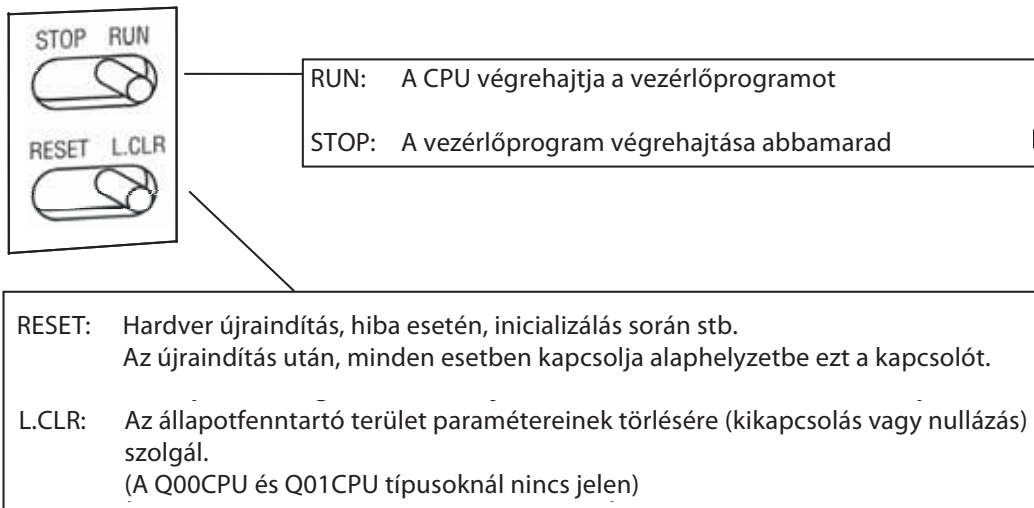 STOP RUN
RESET L.CLR
RUN: A CPU végrehajtja a vezérlőprogramot
STOP: A vezérlőprogram végrehajtása abbamarad
RESET: Hardver újraindítás, hiba esetén, inicializálás során stb.
Az újraindítás után, minden esetben kapcsolja alaphelyzetbe ezt a kapcsolót.
L.CLR: Az állapotfenntartó terület paramétereinek törlésére (kikapcsolás vagy nullázás)
szolgál.
(A Q00CPU és Q01CPU típusoknál nincs jelen)